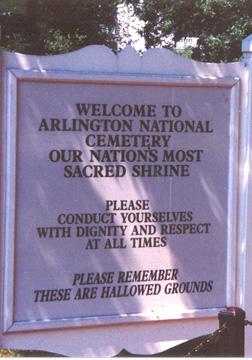 WELCOME TO
ARLINGTON NATIONAL
CEMETERY
OUR NATION'S MOST
SACRED SHRINE
PLEASE
CONDUCT YOURSELVES
WITH DIGNITY AND RESPECT
AT ALL TIMES
PLEASE REMEMBER
THESE ARE HALLOWED GROUNDS